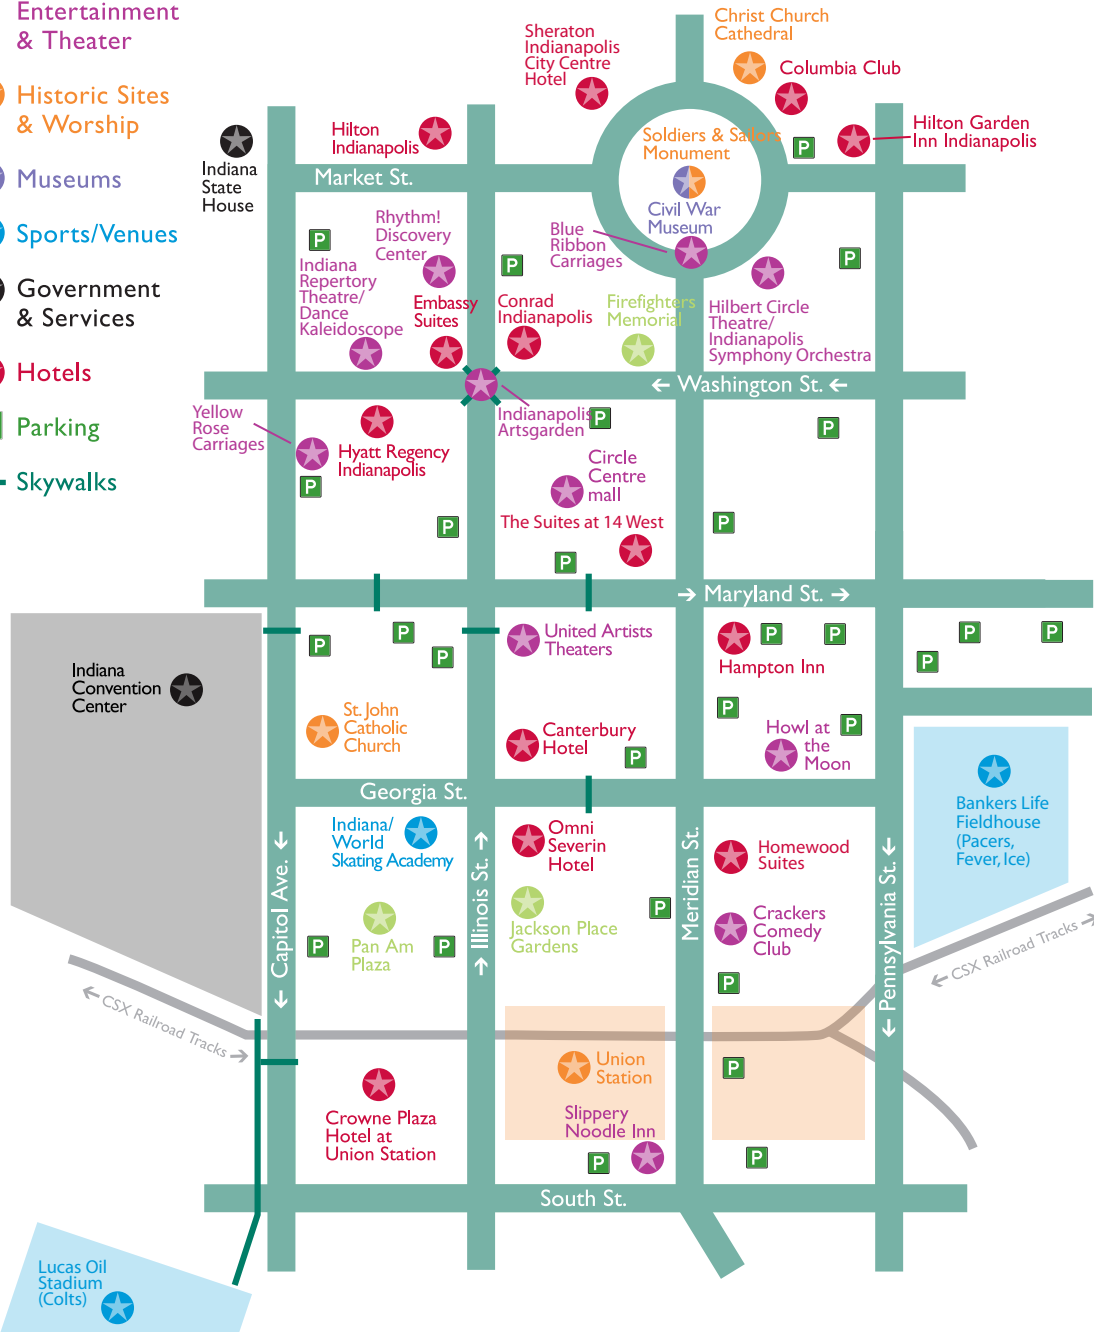 Entertainment
& Theater
Historic Sites
& Worship
Museums
Sports/Venues
Government
& Services
Hotels
Parking
Skywalks
Christ Church
Cathedral
Sheraton
Indianapolis
City Centre
Hotel
Columbia Club
Hilton Garden
Inn Indianapolis
Hilton
Indianapolis
Soldiers & Sailors
Monument
P
Indiana
State
House
Market St.
Civil War
Museum
Rhythm!
Discovery
Center
Blue
Ribbon
Carriages
P
P
P
Indiana
Repertory
Theatre/
Dance
Kaleidoscope
Embassy
Suites
Conrad
Indianapolis
Firefighters
Memorial
Hilbert Circle
Theatre/
Indianapolis
Symphony Orchestra
← Washington St. ←
Yellow
Rose
Carriages
Indianapolis
Artsgarden
P
P
Hyatt Regency
Indianapolis
Circle
Centre
mall
P
P
The Suites at 14 West
P
P
→ Maryland St. →
United Artists
Theaters
P
P
P
P
P
P
P
P
Hampton Inn
Indiana
Convention
Center
St. John
Catholic
Church
Canterbury
Hotel
P
P
P
Howl at
the
Moon
Georgia St.
Bankers Life
Fieldhouse
(Pacers,
Fever, Ice)
Indiana/
World
Skating Academy
Omni
Severin
Hotel
Homewood
Suites
← Capitol Ave. ←
← Illinois St. →
Meridian St.
← Pennsylvania St. ←
Pan Am
Plaza
P
P
Jackson Place
Gardens
P
Crackers
Comedy
Club
P
← CSX Railroad Tracks →
← CSX Railroad Tracks →
Union
Station
P
Crowne Plaza
Hotel at
Union Station
Slippery
Noodle Inn
P
P
South St.
Lucas Oil
Stadium
(Colts)